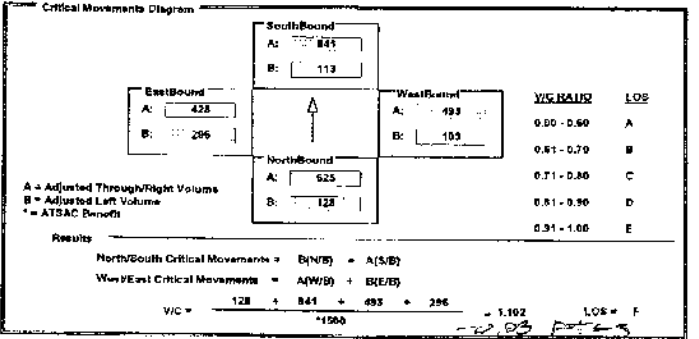 Critical Movements Diagram
SouthBound
A: 841
B: 113
EastBound
A: 428
B: 296
WestBound
A: 493
B: 103
NorthBound
A: 625
B: 128
V/C RATIO LOS
0.00 - 0.60 A
0.61 - 0.70 B
0.71 - 0.80 C
0.81 - 0.90 D
0.91 - 1.00 E
A = Adjusted Through/Right Volume
B = Adjusted Left Volume
* = ATSAC Benefit
Results
North/South Critical Movements = B(N/B) + A(S/B)
West/East Critical Movements = A(W/B) + B(E/B)
V/C = 128 + 841 + 493 + 296
*1500
= 1.102 LOS = F